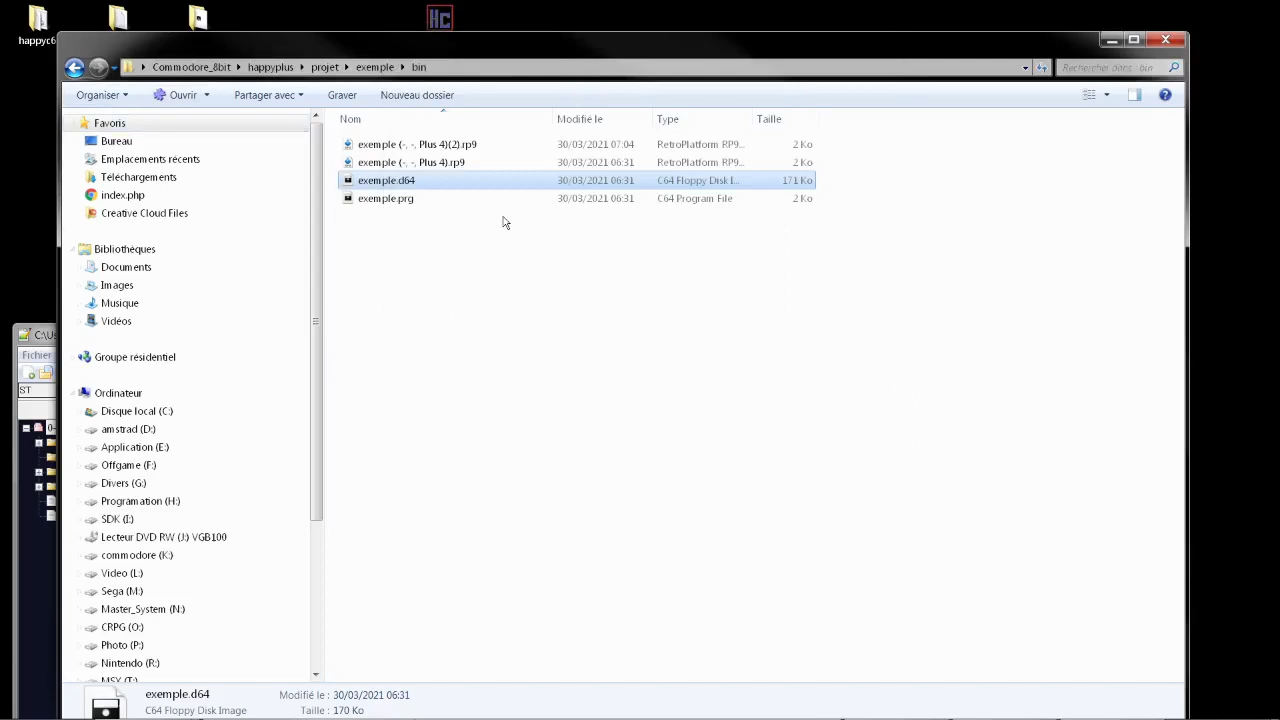 HC
happyc6
Commodore_8bit
happyplus
projet
exemple
bin
Rechercher dans : bin
Organiser
Ouvrir
Partager avec
Graver
Nouveau dossier
Favoris
Bureau
Emplacements récents
Téléchargements
index.php
Creative Cloud Files
Bibliothèques
Documents
Images
Musique
Vidéos
Groupe résidentiel
Ordinateur
Disque local (C:)
amstrad (D:)
Application (E:)
Offgame (F:)
Divers (G:)
Programation (H:)
SDK (I:)
Lecteur DVD RW (J:) VGB100
commodore (K:)
Video (L:)
Sega (M:)
Master_System (N:)
CRPG (O:)
Photo (P:)
Nintendo (R:)
MSX (T:)
Nom Modifié le Type Taille
exemple (-, -, Plus 4)(2).rp9 30/03/2021 07:04 RetroPlatform RP9... 2 Ko
exemple (-, -, Plus 4).rp9 30/03/2021 06:31 RetroPlatform RP9... 2 Ko
exemple.d64 30/03/2021 06:31 C64 Floppy Disk I... 171 Ko
exemple.prg 30/03/2021 06:31 C64 Program File 2 Ko
C:\Us
Fichier
ST
0-
exemple.d64 Modifié le : 30/03/2021 06:31
C64 Floppy Disk Image Taille : 170 Ko